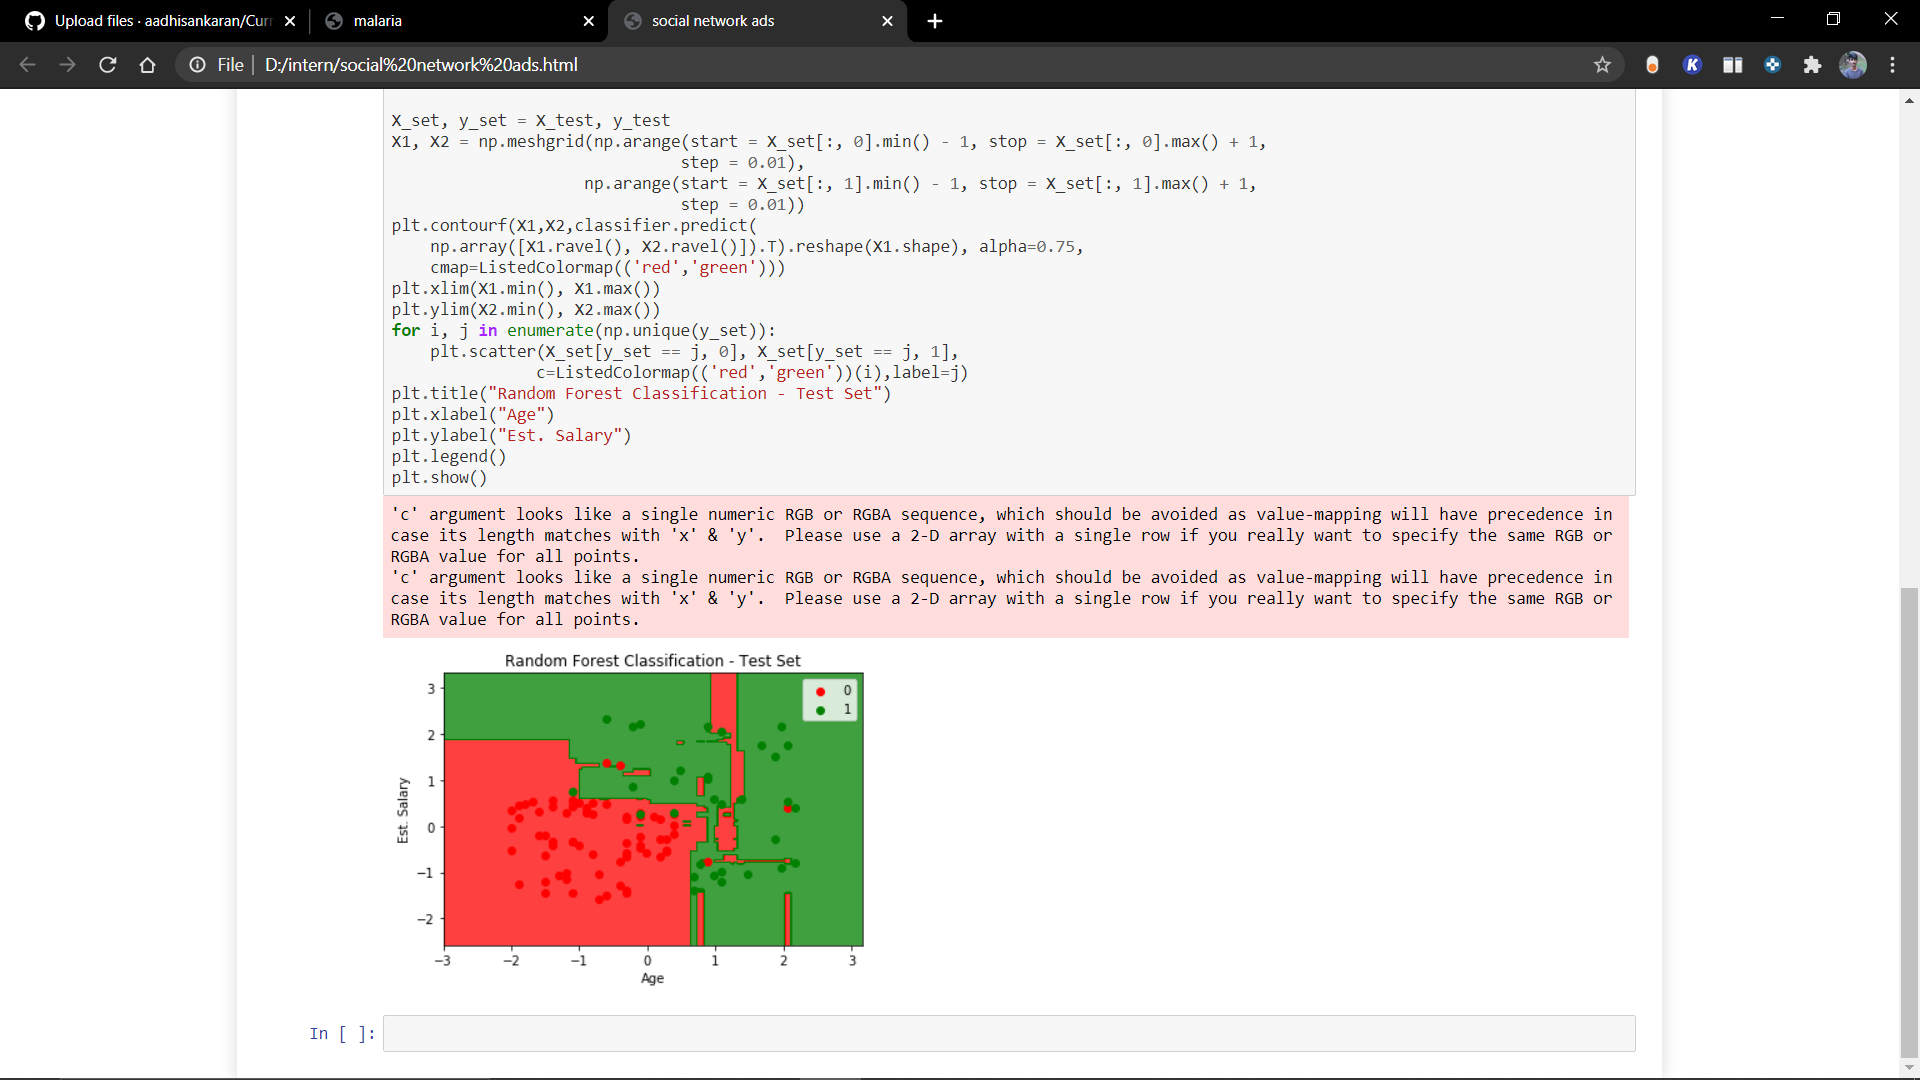 Upload files · aadhisankaran/Curr
malaria
social network ads
File
D:/intern/social%20network%20ads.html
K
X_set, y_set = X_test, y_test
X1, X2 = np.meshgrid(np.arange(start = X_set[:, 0].min() - 1, stop = X_set[:, 0].max() + 1,
step = 0.01),
np.arange(start = X_set[:, 1].min() - 1, stop = X_set[:, 1].max() + 1,
step = 0.01))
plt.contourf(X1,X2,classifier.predict(
np.array([X1.ravel(), X2.ravel()]).T).reshape(X1.shape), alpha=0.75,
cmap=ListedColormap(('red','green')))
plt.xlim(X1.min(), X1.max())
plt.ylim(X2.min(), X2.max())
for i, j in enumerate(np.unique(y_set)):
plt.scatter(X_set[y_set == j, 0], X_set[y_set == j, 1],
c=ListedColormap(('red','green'))(i),label=j)
plt.title("Random Forest Classification - Test Set")
plt.xlabel("Age")
plt.ylabel("Est. Salary")
plt.legend()
plt.show()
'c' argument looks like a single numeric RGB or RGBA sequence, which should be avoided as value-mapping will have precedence in
case its length matches with 'x' & 'y'.  Please use a 2-D array with a single row if you really want to specify the same RGB or
RGBA value for all points.
'c' argument looks like a single numeric RGB or RGBA sequence, which should be avoided as value-mapping will have precedence in
case its length matches with 'x' & 'y'.  Please use a 2-D array with a single row if you really want to specify the same RGB or
RGBA value for all points.
Random Forest Classification - Test Set
0
1
3
2
1
0
−1
−2
Est. Salary
−3 −2 −1 0 1 2 3
Age
In [ ]: